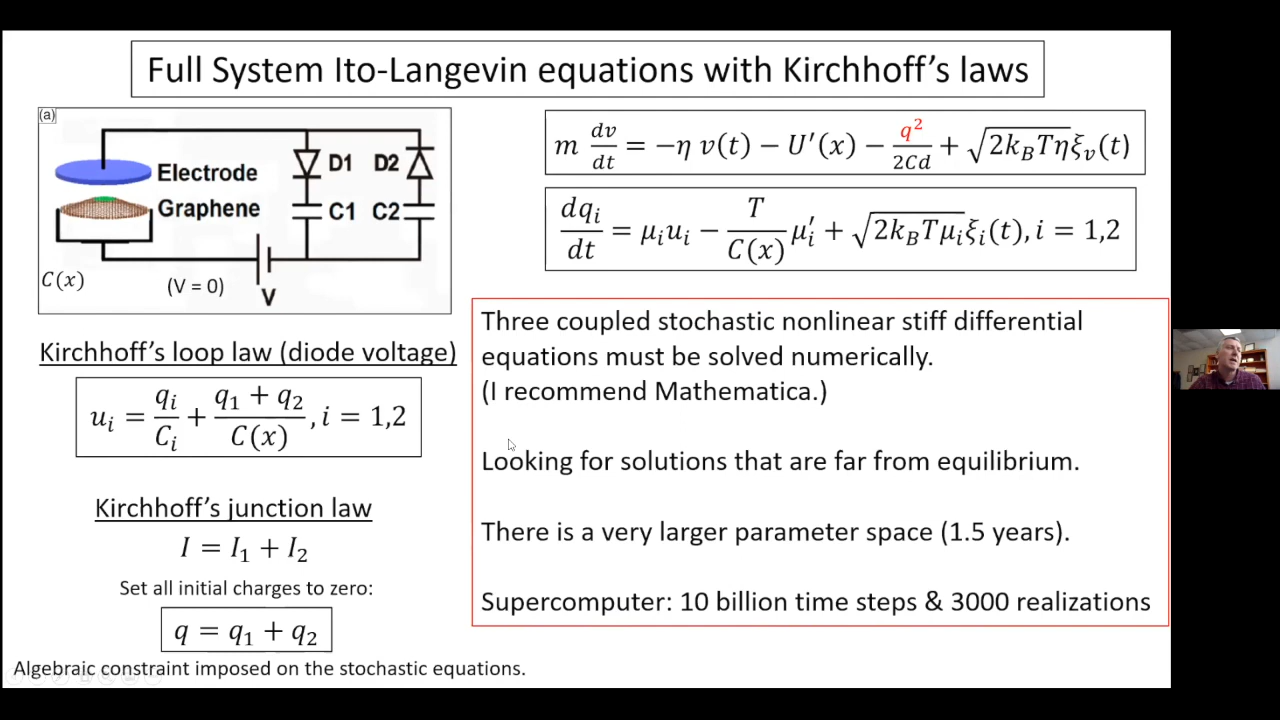 Full System Ito-Langevin equations with Kirchhoff's laws
(a)
D1 D2
Electrode
Graphene
C1 C2
C(x)
(V = 0)
V
m dv/dt = −η v(t) − U′(x) − q²/2Cd + √2k_BTη ξ_v(t)
dq_i/dt = μ_i u_i − T/C(x) μ_i′ + √2k_BTμ_i ξ_i(t), i = 1,2
Kirchhoff's loop law (diode voltage)
u_i = q_i/C_i + q_1 + q_2/C(x), i = 1,2
Kirchhoff's junction law
I = I_1 + I_2
Set all initial charges to zero:
q = q_1 + q_2
Algebraic constraint imposed on the stochastic equations.
Three coupled stochastic nonlinear stiff differential
equations must be solved numerically.
(I recommend Mathematica.)
Looking for solutions that are far from equilibrium.
There is a very larger parameter space (1.5 years).
Supercomputer: 10 billion time steps & 3000 realizations